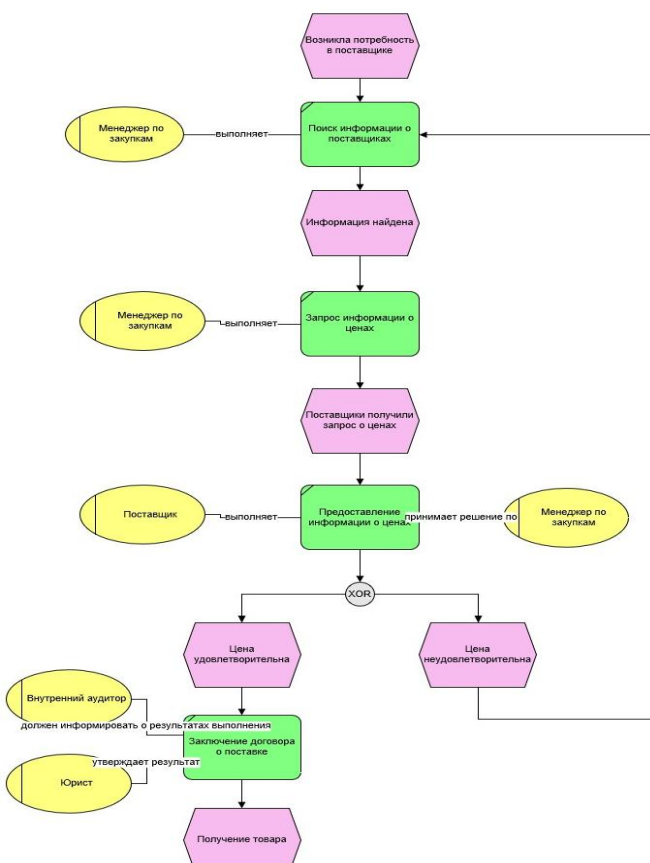 Возникла потребность
в поставщике
Менеджер по
закупкам
выполняет
Поиск информации о
поставщиках
Информация найдена
Менеджер по
закупкам
выполняет
Запрос информации о
ценах
Поставщики получили
запрос о ценах
Поставщик
выполняет
Предоставление
информации о ценах
принимает решение по
Менеджер по
закупкам
XOR
Цена
удовлетворительна
Цена
неудовлетворительна
Внутренний аудитор
должен информировать о результатах выполнения
Заключение договора
о поставке
утверждает результат
Юрист
Получение товара